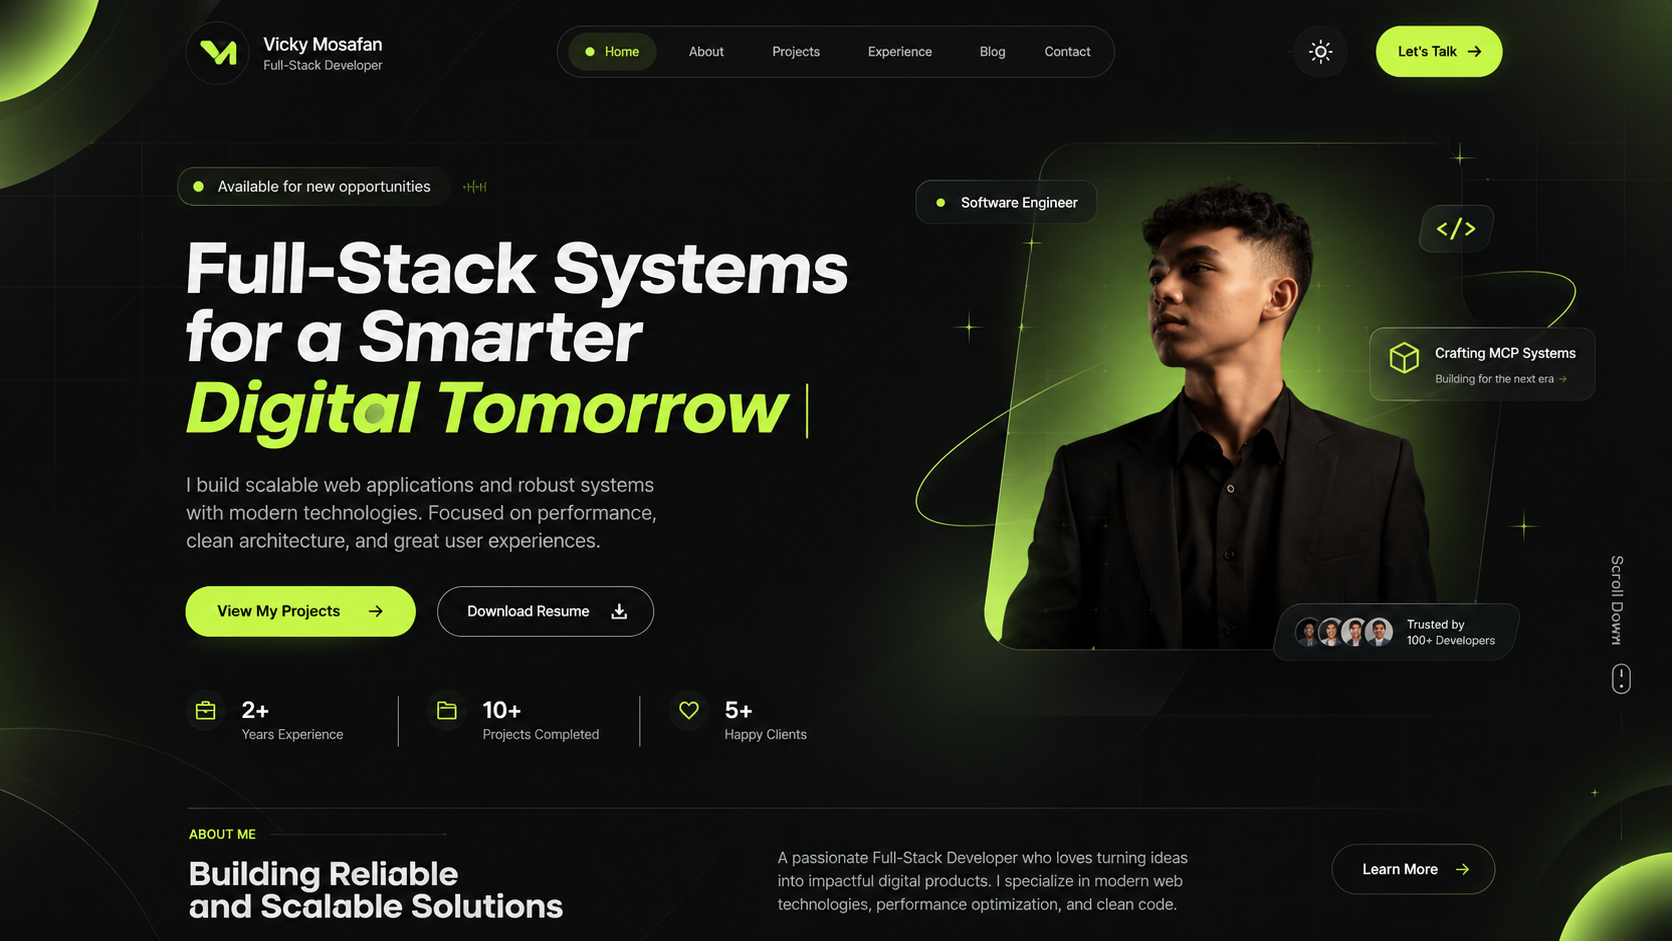 Vicky Mosafan
Full-Stack Developer
Home
About
Projects
Experience
Blog
Contact
Let's Talk
Available for new opportunities
Full-Stack Systems
for a Smarter
Digital Tomorrow
I build scalable web applications and robust systems
with modern technologies. Focused on performance,
clean architecture, and great user experiences.
View My Projects
Download Resume
2+
Years Experience
10+
Projects Completed
5+
Happy Clients
Software Engineer
</>
Crafting MCP Systems
Building for the next era →
Trusted by
100+ Developers
Scroll Down
ABOUT ME
Building Reliable
and Scalable Solutions
A passionate Full-Stack Developer who loves turning ideas
into impactful digital products. I specialize in modern web
technologies, performance optimization, and clean code.
Learn More